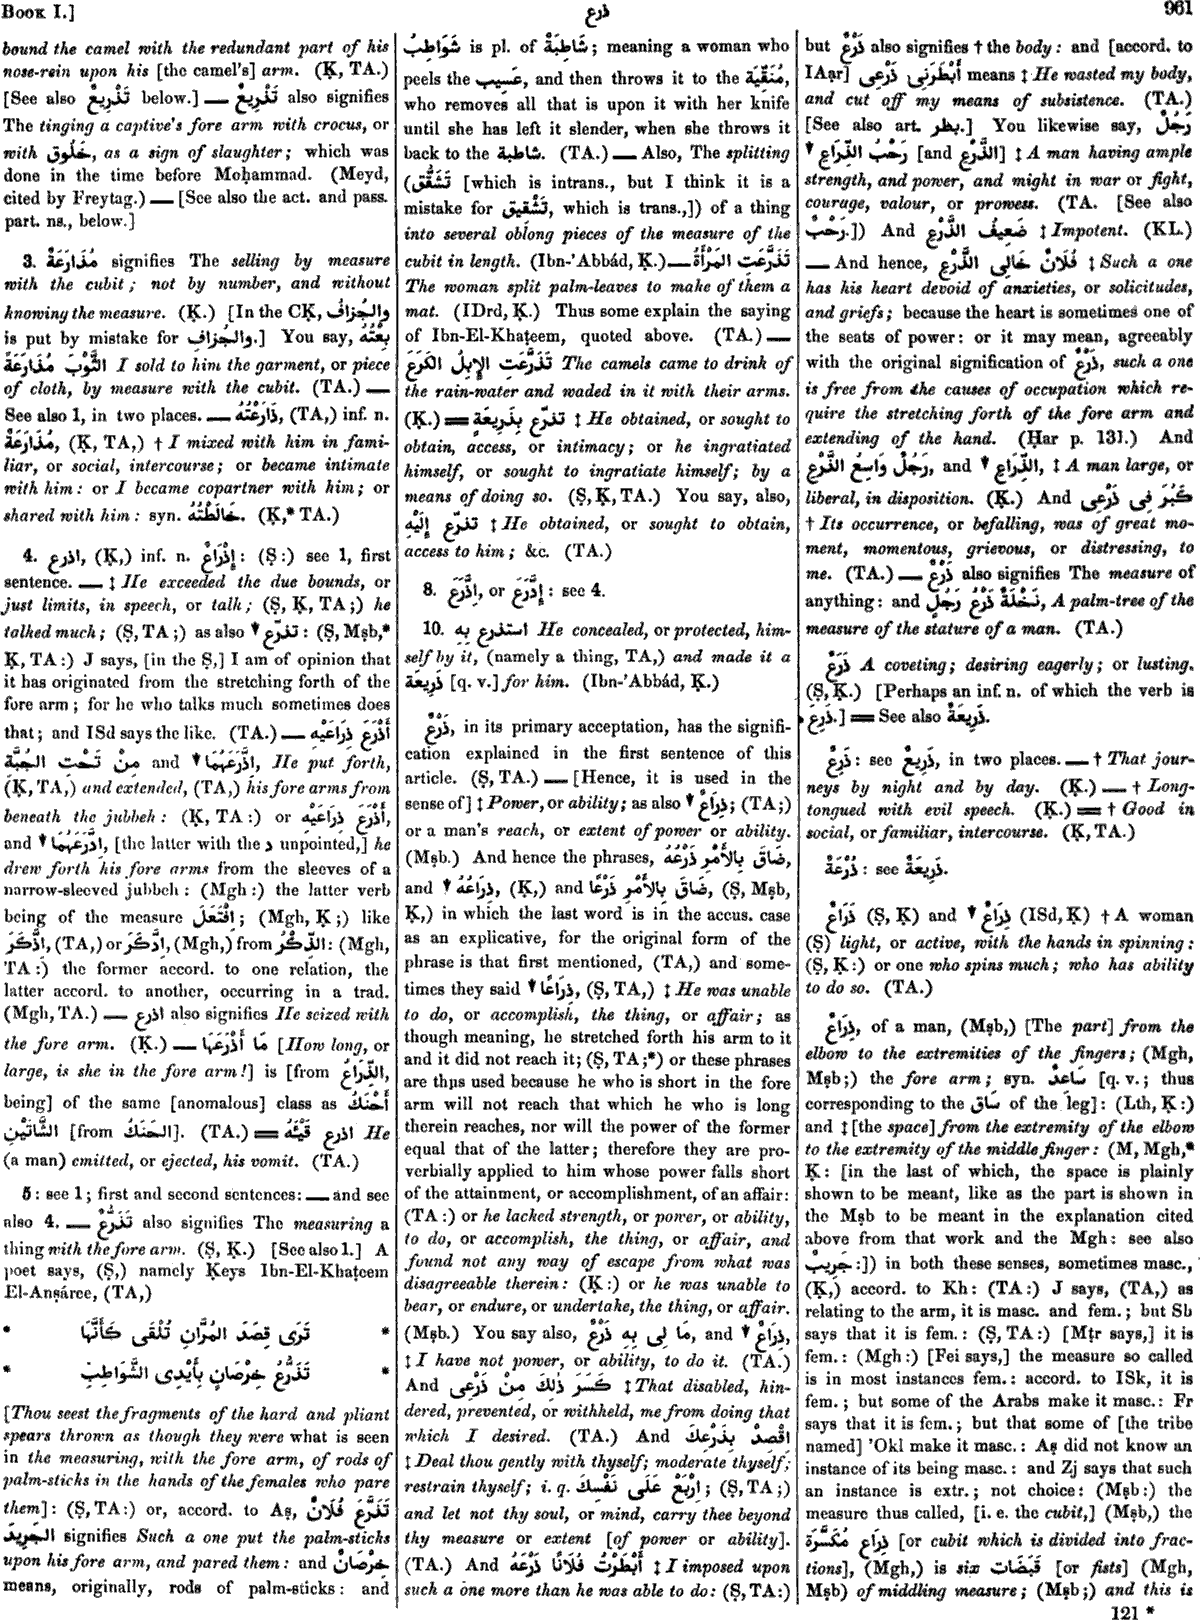 Book I.]
ذرع
961
bound the camel with the redundant part of his
nose-rein upon his [the camel's] arm. (Ḳ, TA.)
[See also تَذْرِيعٌ below.] ― تَذْرِيعٌ also signifies
The tinging a captive's fore arm with crocus, or
with خَلُوق, as a sign of slaughter; which was
done in the time before Moḥammad. (Meyd,
cited by Freytag.) ― [See also the act. and pass.
part. ns., below.]
3. مُذَارَعَةٌ signifies The selling by measure
with the cubit; not by number, and without
knowing the measure. (Ḳ.) [In the CḲ, والجُزافُ
is put by mistake for والجُزافِ.] You say, بِعْتُهُ
الثَّوْبَ مُذَارَعَةً I sold to him the garment, or piece
of cloth, by measure with the cubit. (TA.) ―
See also 1, in two places. ― ذَارَعْتُهُ, (TA,) inf. n.
مُذَارَعَةٌ, (Ḳ, TA,) † I mixed with him in fami-
liar, or social, intercourse; or became intimate
with him: or I became copartner with him; or
shared with him: syn. خَالَطْتُهُ. (Ḳ,* TA.)
4. اذرع, (Ḳ,) inf. n. إِذْرَاعٌ: (Ṣ:) see 1, first
sentence. ― ‡ He exceeded the due bounds, or
just limits, in speech, or talk; (Ṣ, Ḳ, TA;) he
talked much; (Ṣ, TA;) as also ▼ تذرّع: (Ṣ, Mṣb,*
Ḳ, TA:) J says, [in the Ṣ,] I am of opinion that
it has originated from the stretching forth of the
fore arm; for he who talks much sometimes does
that; and ISd says the like. (TA.) ― أَذْرَعَ ذِرَاعَيْهِ
مِنْ تَحْتِ الجُبَّةِ and ▼ اِذَّرَعَهُمَا, He put forth,
(Ḳ, TA,) and extended, (TA,) his fore arms from
beneath the jubbeh: (Ḳ, TA:) or أَذْرَعَ ذِرَاعَيْهِ,
and ▼ اِدَّرَعَهُمَا, [the latter with the د unpointed,] he
drew forth his fore arms from the sleeves of a
narrow-sleeved jubbeh: (Mgh:) the latter verb
being of the measure اِفْتَعَلَ; (Mgh, Ḳ;) like
اِذَّكَرَ, (TA,) or اِدَّكَرَ, (Mgh,) from الذِّكْرُ: (Mgh,
TA:) the former accord. to one relation, the
latter accord. to another, occurring in a trad.
(Mgh, TA.) ― اذرع also signifies He seized with
the fore arm. (Ḳ.) ― مَا أَذْرَعَهَا [How long, or
large, is she in the fore arm!] is [from الذِّرَاعُ,
being] of the same [anomalous] class as أَحْنَكُ
الشَّاتَيْنِ [from الحَنَكُ]. (TA.) ═ اذرع قَيْئَهُ He
(a man) emitted, or ejected, his vomit. (TA.)
5: see 1; first and second sentences: ― and see
also 4. ― تَذَرُّعٌ also signifies The measuring a
thing with the fore arm. (Ṣ, Ḳ.) [See also 1.] A
poet says, (Ṣ,) namely Ḳeys Ibn-El-Khaṭeem
El-Anṣáree, (TA,)
* تَرَى قِصَدَ المُرَّانِ تُلْقَى كَأَنَّهَا *
* تَذَرُّعُ خِرْصَانٍ بِأَيْدِى الشَّوَاطِبِ *
[Thou seest the fragments of the hard and pliant
spears thrown as though they were what is seen
in the measuring, with the fore arm, of rods of
palm-sticks in the hands of the females who pare
them]: (Ṣ, TA:) or, accord. to Aṣ, تَذَرَّعَ فُلَانٌ
الجَرِيدَ signifies Such a one put the palm-sticks
upon his fore arm, and pared them: and خِرْصَانٌ
means, originally, rods of palm-sticks: and
شَوَاطِبُ is pl. of شَاطِبَةٌ; meaning a woman who
peels the عَسِيب, and then throws it to the مُنَقِّيَة,
who removes all that is upon it with her knife
until she has left it slender, when she throws it
back to the شاطبة. (TA.) ― Also, The splitting
(تَشَقُّق [which is intrans., but I think it is a
mistake for تَشْقِيق, which is trans.,]) of a thing
into several oblong pieces of the measure of the
cubit in length. (Ibn-'Abbád, Ḳ.) ― تَذَرَّعَتِ المَرْأَةُ
The woman split palm-leaves to make of them a
mat. (IDrd, Ḳ.) Thus some explain the saying
of Ibn-El-Khaṭeem, quoted above. (TA.) ―
تَذَرَّعَتِ الإِبِلُ الكَرَعَ The camels came to drink of
the rain-water and waded in it with their arms.
(Ḳ.) ═ تذرّع بِذَرِيعَةٍ ‡ He obtained, or sought to
obtain, access, or intimacy; or he ingratiated
himself, or sought to ingratiate himself; by a
means of doing so. (Ṣ, Ḳ, TA.) You say, also,
تذرّع إِلَيْهِ ‡ He obtained, or sought to obtain,
access to him; &c. (TA.)
8. اِذَّرَعَ, or إِدَّرَعَ: see 4.
10. استذرع بِهِ He concealed, or protected, him-
self by it, (namely a thing, TA,) and made it a
ذَرِيعَة [q. v.] for him. (Ibn-'Abbád, Ḳ.)
ذَرْعٌ, in its primary acceptation, has the signifi-
cation explained in the first sentence of this
article. (Ṣ, TA.) ― [Hence, it is used in the
sense of] ‡ Power, or ability; as also ▼ ذِرَاعٌ; (TA;)
or a man's reach, or extent of power or ability.
(Mṣb.) And hence the phrases, ضَاقَ بِالأَمْرِ ذَرْعُهُ,
and ▼ ذِرَاعُهُ, (Ḳ,) and ضَاقَ بِالأَمْرِ ذَرْعًا, (Ṣ, Mṣb,
Ḳ,) in which the last word is in the accus. case
as an explicative, for the original form of the
phrase is that first mentioned, (TA,) and some-
times they said ▼ ذِرَاعًا, (Ṣ, TA,) ‡ He was unable
to do, or accomplish, the thing, or affair; as
though meaning, he stretched forth his arm to it
and it did not reach it; (Ṣ, TA;*) or these phrases
are thus used because he who is short in the fore
arm will not reach that which he who is long
therein reaches, nor will the power of the former
equal that of the latter; therefore they are pro-
verbially applied to him whose power falls short
of the attainment, or accomplishment, of an affair:
(TA:) or he lacked strength, or power, or ability,
to do, or accomplish, the thing, or affair, and
found not any way of escape from what was
disagreeable therein: (Ḳ:) or he was unable to
bear, or endure, or undertake, the thing, or affair.
(Mṣb.) You say also, مَا لِى بِهِ ذَرْعٌ, and ▼ ذِرَاعٌ,
‡ I have not power, or ability, to do it. (TA.)
And كَسَرَ ذٰلِكَ مِنْ ذَرْعِى ‡ That disabled, hin-
dered, prevented, or withheld, me from doing that
which I desired. (TA.) And اقْصِدْ بِذَرْعِكَ
‡ Deal thou gently with thyself; moderate thyself;
restrain thyself; i. q. اِرْبَعْ عَلَى نَفْسِكَ; (Ṣ, TA;)
and let not thy soul, or mind, carry thee beyond
thy measure or extent [of power or ability].
(TA.) And أَبْطَرْتُ فُلَانًا ذَرْعَهُ ‡ I imposed upon
such a one more than he was able to do: (Ṣ, TA:)
but ذَرْعٌ also signifies † the body: and [accord. to
IAạr] أَبْطَرَنِى ذَرْعِى means ‡ He wasted my body,
and cut off my means of subsistence. (TA.)
[See also art. بطر.] You likewise say, رَجُلٌ
رَحْبُ الذِّرَاعِ ▼ [and الذَّرْعِ] ‡ A man having ample
strength, and power, and might in war or fight,
courage, valour, or prowess. (TA. [See also
رَحْبٌ.]) And ضَعِيفُ الذَّرْعِ ‡ Impotent. (KL.)
― And hence, فُلَانٌ خَالِى الذَّرْعِ ‡ Such a one
has his heart devoid of anxieties, or solicitudes,
and griefs; because the heart is sometimes one of
the seats of power: or it may mean, agreeably
with the original signification of ذَرْعٌ, such a one
is free from the causes of occupation which re-
quire the stretching forth of the fore arm and
extending of the hand. (Ḥar p. 131.) And
رَجُلٌ وَاسِعُ الذَّرْعِ, and ▼ الذِّرَاعِ, ‡ A man large, or
liberal, in disposition. (Ḳ.) And كَبُرَ فِى ذَرْعِى
† Its occurrence, or befalling, was of great mo-
ment, momentous, grievous, or distressing, to
me. (TA.) ― ذَرْعٌ also signifies The measure of
anything: and نَخْلَةٌ ذَرْعُ رَجُلٍ, A palm-tree of the
measure of the stature of a man. (TA.)
ذَرَعٌ A coveting; desiring eagerly; or lusting.
(Ṣ, Ḳ.) [Perhaps an inf. n. of which the verb is
ذَرِعَ.] ═ See also ذَرِيعَةٌ.
ذَرِعٌ: see ذَرِيعٌ, in two places. ― † That jour-
neys by night and by day. (Ḳ.) ― † Long-
tongued with evil speech. (Ḳ.) ═ † Good in
social, or familiar, intercourse. (Ḳ, TA.)
ذُرْعَةٌ: see ذَرِيعَةٌ.
ذَرَاعٌ (Ṣ, Ḳ) and ▼ ذِرَاعٌ (ISd, Ḳ) † A woman
(Ṣ) light, or active, with the hands in spinning:
(Ṣ, Ḳ:) or one who spins much; who has ability
to do so. (TA.)
ذِرَاعٌ, of a man, (Mṣb,) [The part] from the
elbow to the extremities of the fingers; (Mgh,
Mṣb;) the fore arm; syn. سَاعِدٌ [q. v.; thus
corresponding to the سَاق of the leg]: (Lth, Ḳ:)
and ‡ [the space] from the extremity of the elbow
to the extremity of the middle finger: (M, Mgh,*
Ḳ: [in the last of which, the space is plainly
shown to be meant, like as the part is shown in
the Mṣb to be meant in the explanation cited
above from that work and the Mgh: see also
جَرِيبٌ:]) in both these senses, sometimes masc.,
(Ḳ,) accord. to Kh: (TA:) J says, (TA,) as
relating to the arm, it is masc. and fem.; but Sb
says that it is fem.: (Ṣ, TA:) [Mṭr says,] it is
fem.: (Mgh:) [Fei says,] the measure so called
is in most instances fem.: accord. to ISk, it is
fem.; but some of the Arabs make it masc.: Fr
says that it is fem.; but that some of [the tribe
named] 'Okl make it masc.: Aṣ did not know an
instance of its being masc.: and Zj says that such
an instance is extr.; not choice: (Mṣb:) the
measure thus called, [i. e. the cubit,] (Mṣb,) the
ذِرَاع مُكَسَّرَة [or cubit which is divided into frac-
tions], (Mgh,) is six قَبَضَات [or fists] (Mgh,
Mṣb) of middling measure; (Mṣb;) and this is
121 *